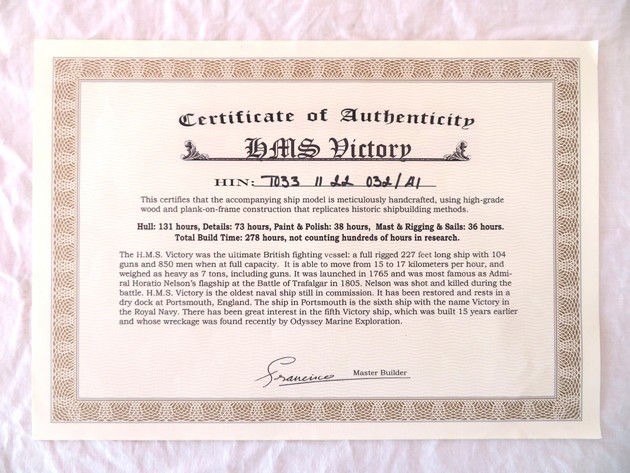 Certificate of Authenticity
HMS Victory
HIN: T033 11 22 032/A1
This certifies that the accompanying ship model is meticulously handcrafted, using high-grade
wood and plank-on-frame construction that replicates historic shipbuilding methods.
Hull: 131 hours, Details: 73 hours, Paint & Polish: 38 hours, Mast & Rigging & Sails: 36 hours.
Total Build Time: 278 hours, not counting hundreds of hours in research.
The H.M.S. Victory was the ultimate British fighting vessel: a full rigged 227 feet long ship with 104
guns and 850 men when at full capacity. It is able to move from 15 to 17 kilometers per hour, and
weighed as heavy as 7 tons, including guns. It was launched in 1765 and was most famous as Admi-
ral Horatio Nelson's flagship at the Battle of Trafalgar in 1805. Nelson was shot and killed during the
battle. H.M.S. Victory is the oldest naval ship still in commission. It has been restored and rests in a
dry dock at Portsmouth, England. The ship in Portsmouth is the sixth ship with the name Victory in
the Royal Navy. There has been great interest in the fifth Victory ship, which was built 15 years earlier
and whose wreckage was found recently by Odyssey Marine Exploration.
Francisco Master Builder